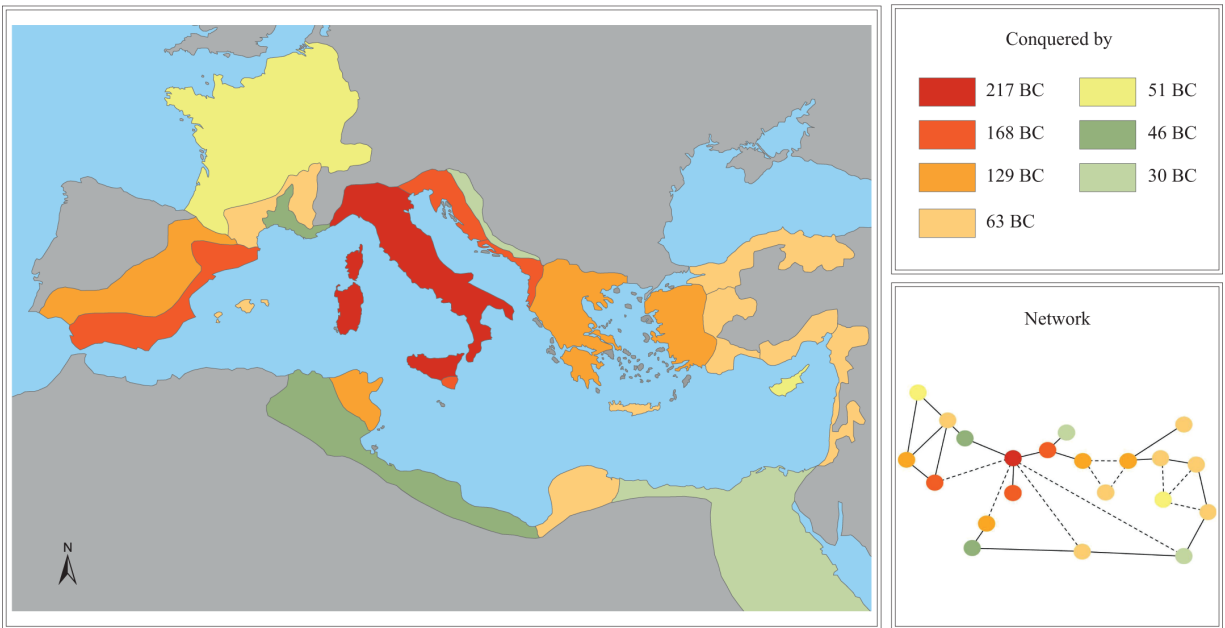 Conquered by
217 BC
51 BC
168 BC
46 BC
129 BC
30 BC
63 BC
Network
N